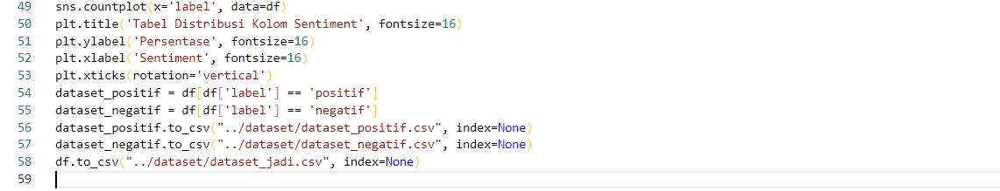 49 sns.countplot(x='label', data=df)
50 plt.title('Tabel Distribusi Kolom Sentiment', fontsize=16)
51 plt.ylabel('Persentase', fontsize=16)
52 plt.xlabel('Sentiment', fontsize=16)
53 plt.xticks(rotation='vertical')
54 dataset_positif = df[df['label'] == 'positif']
55 dataset_negatif = df[df['label'] == 'negatif']
56 dataset_positif.to_csv("../dataset/dataset_positif.csv", index=None)
57 dataset_negatif.to_csv("../dataset/dataset_negatif.csv", index=None)
58 df.to_csv("../dataset/dataset_jadi.csv", index=None)
59